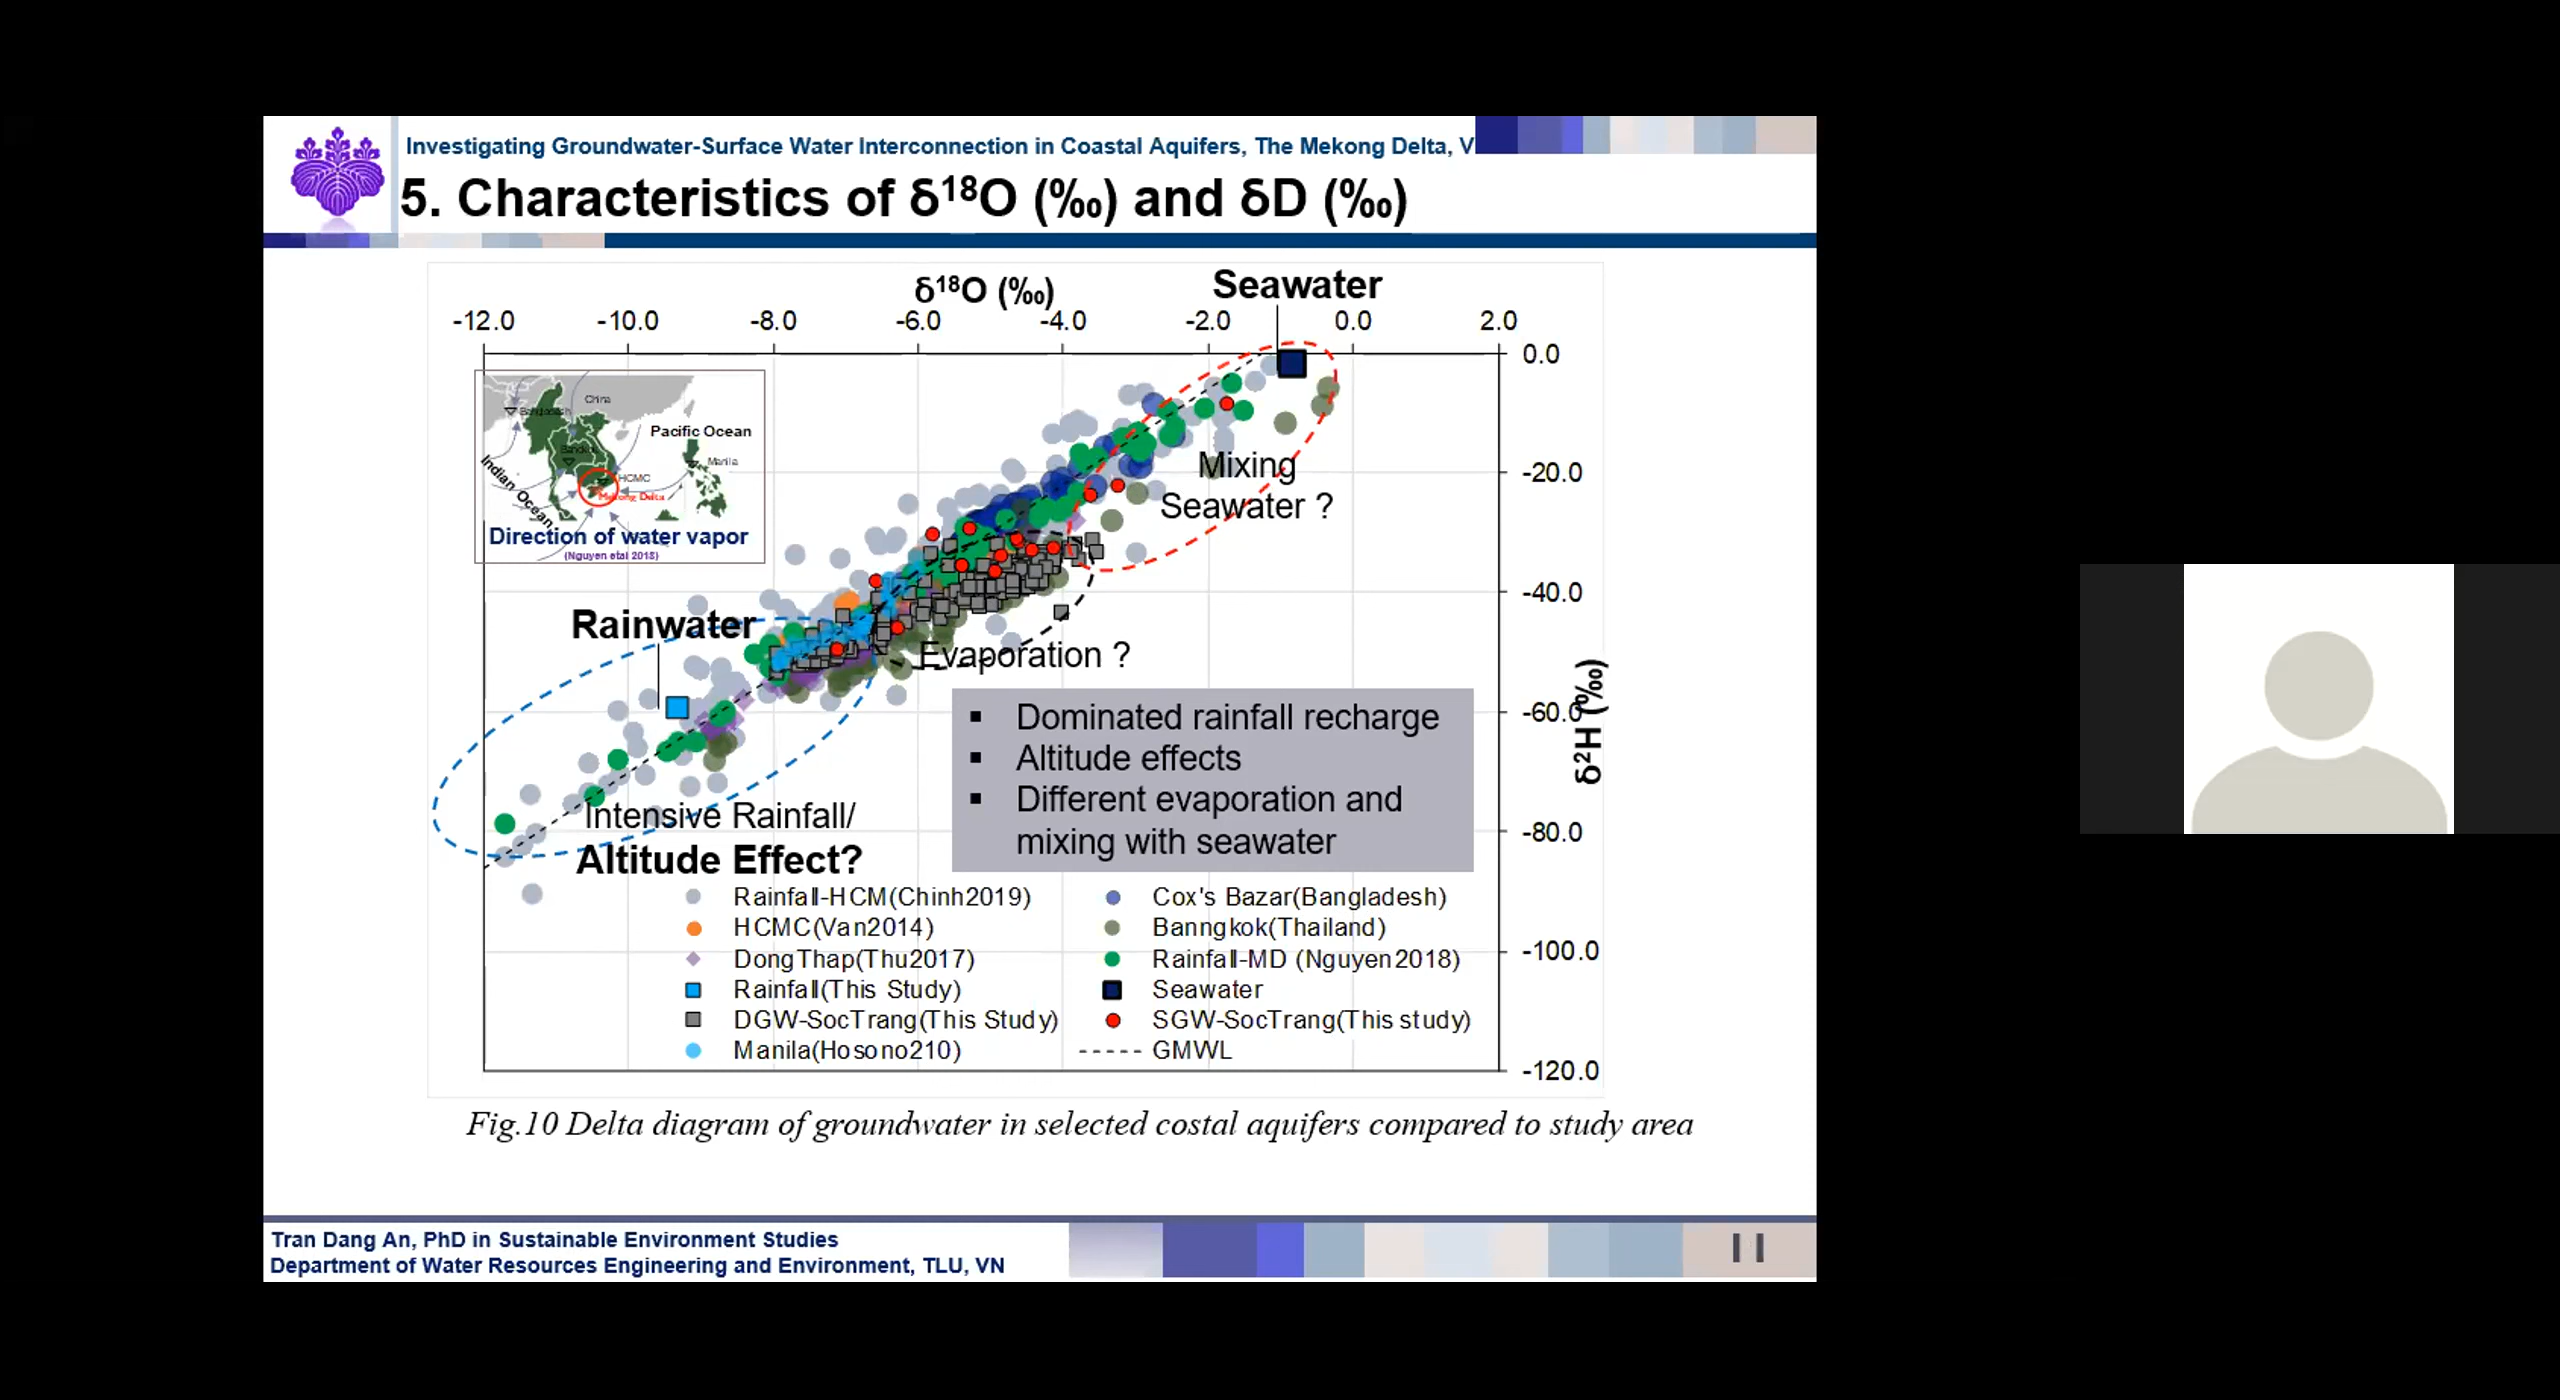 Investigating Groundwater-Surface Water Interconnection in Coastal Aquifers, The Mekong Delta, V
5. Characteristics of δ¹⁸O (‰) and δD (‰)
δ¹⁸O (‰)
Seawater
-12.0 -10.0 -8.0 -6.0 -4.0 -2.0 0.0 2.0
0.0
-20.0
-40.0
-60.0
-80.0
-100.0
-120.0
δ²H (‰)
China
Bangladesh
Pacific Ocean
Manila
HCMC
Mekong Delta
Indian Ocean
Direction of water vapor
(Nguyen etal 2018)
Mixing
Seawater ?
Rainwater
Evaporation ?
▪ Dominated rainfall recharge
▪ Altitude effects
▪ Different evaporation and
mixing with seawater
Intensive Rainfall/
Altitude Effect?
Rainfall-HCM(Chinh2019)
HCMC(Van2014)
DongThap(Thu2017)
Rainfall(This Study)
DGW-SocTrang(This Study)
Manila(Hosono210)
Cox's Bazar(Bangladesh)
Banngkok(Thailand)
Rainfall-MD (Nguyen2018)
Seawater
SGW-SocTrang(This study)
GMWL
Fig.10 Delta diagram of groundwater in selected costal aquifers compared to study area
Tran Dang An, PhD in Sustainable Environment Studies
Department of Water Resources Engineering and Environment, TLU, VN
11